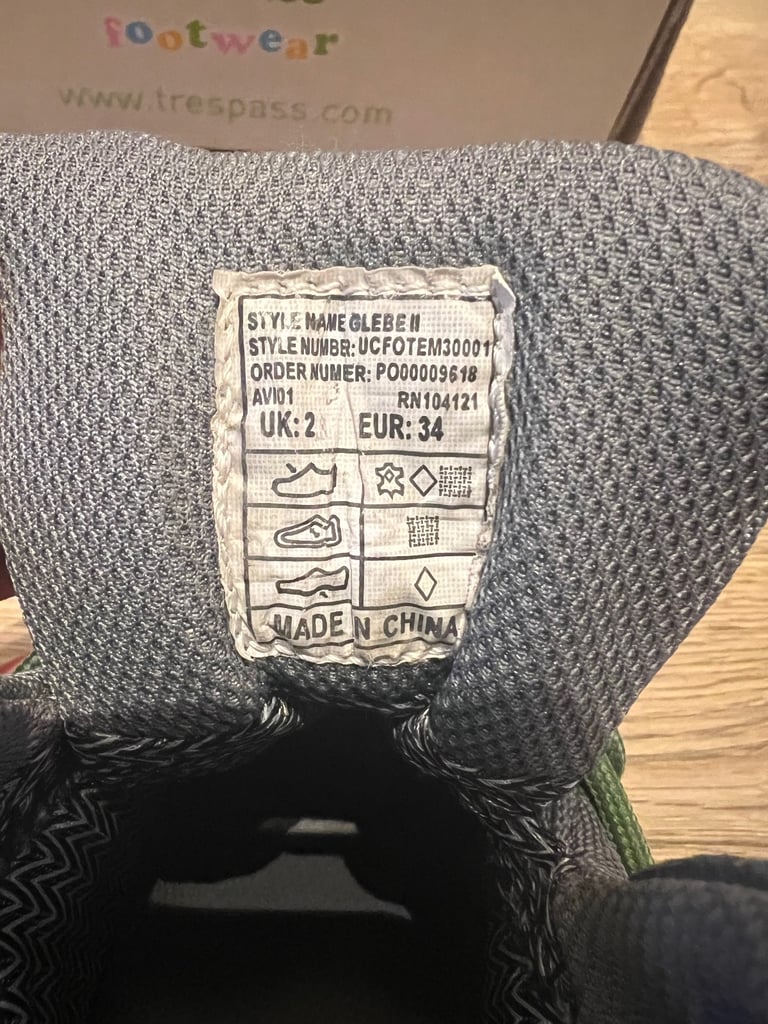 footwear
www.trespass.com
STYLE NAME GLEBE II
STYLE NUMBR: UCFOTEM30001
ORDER NUMER: PO00009618
AVI01 RN104121
UK: 2 EUR: 34
MADE IN CHINA